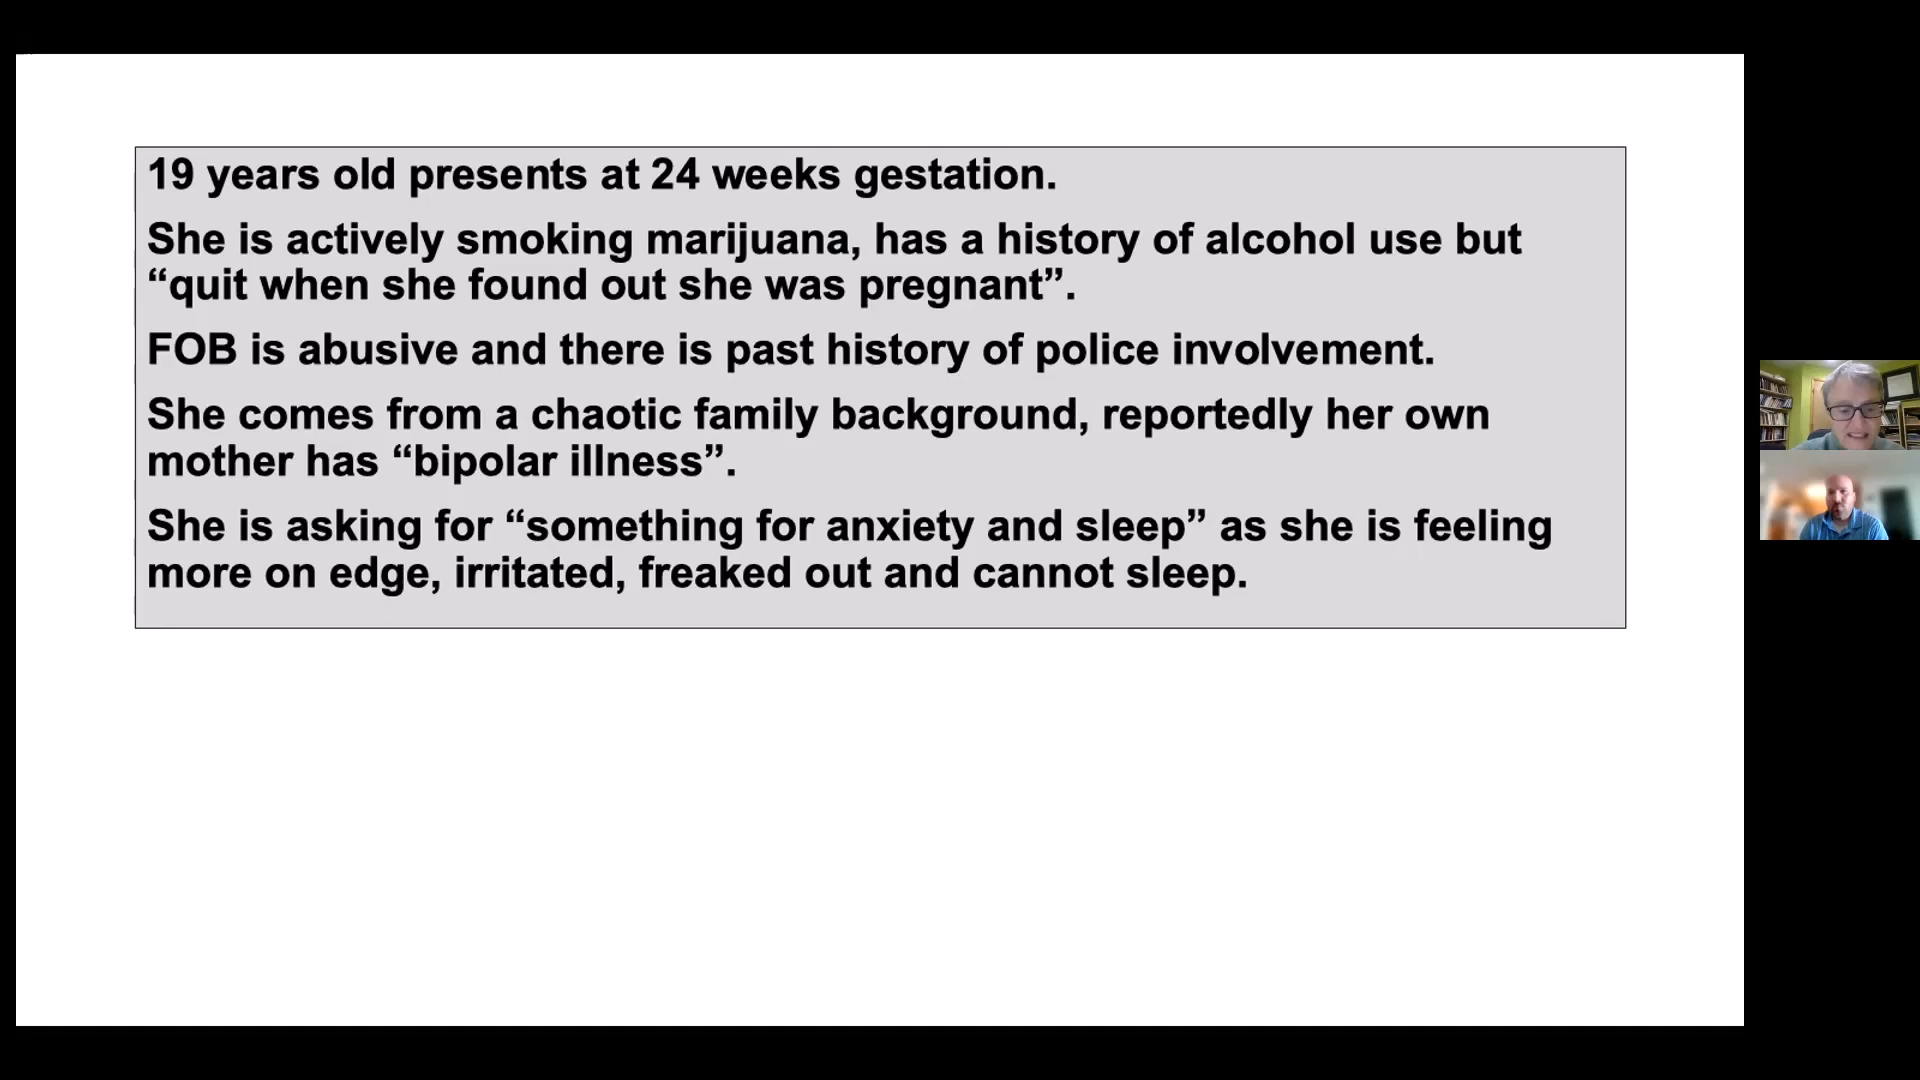 19 years old presents at 24 weeks gestation.
She is actively smoking marijuana, has a history of alcohol use but
“quit when she found out she was pregnant”.
FOB is abusive and there is past history of police involvement.
She comes from a chaotic family background, reportedly her own
mother has “bipolar illness”.
She is asking for “something for anxiety and sleep” as she is feeling
more on edge, irritated, freaked out and cannot sleep.